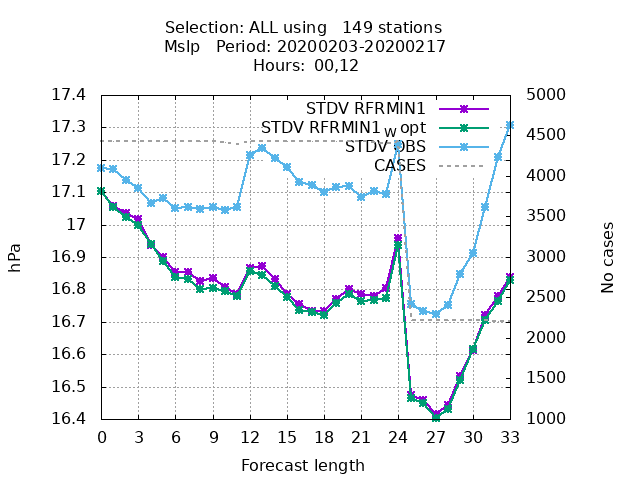 Selection: ALL using   149 stations
Mslp   Period: 20200203-20200217
Hours:  00,12
17.4
17.3
17.2
17.1
17
16.9
16.8
16.7
16.6
16.5
16.4
hPa
STDV RFRMIN1
STDV RFRMIN1_W opt
STDV OBS
CASES
5000
4500
4000
3500
3000
2500
2000
1500
1000
No cases
0 3 6 9 12 15 18 21 24 27 30 33
Forecast length